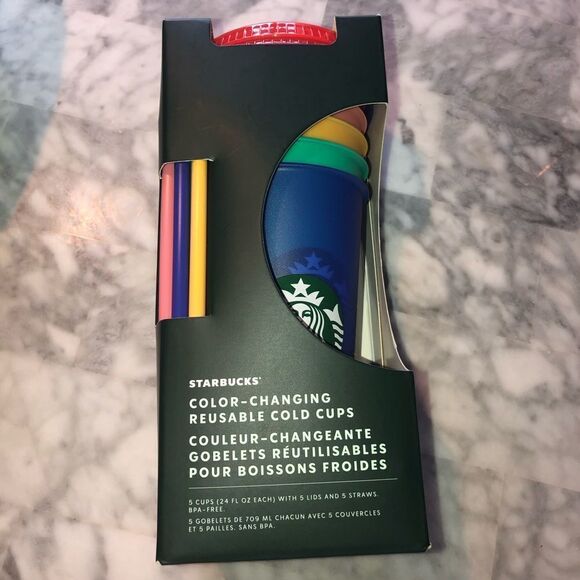 STARBUCKS®
COLOR-CHANGING
REUSABLE COLD CUPS
COULEUR-CHANGEANTE
GOBELETS RÉUTILISABLES
POUR BOISSONS FROIDES
5 CUPS (24 FL OZ EACH) WITH 5 LIDS AND 5 STRAWS.
BPA-FREE.
5 GOBELETS DE 709 ML CHACUN AVEC 5 COUVERCLES
ET 5 PAILLES. SANS BPA.